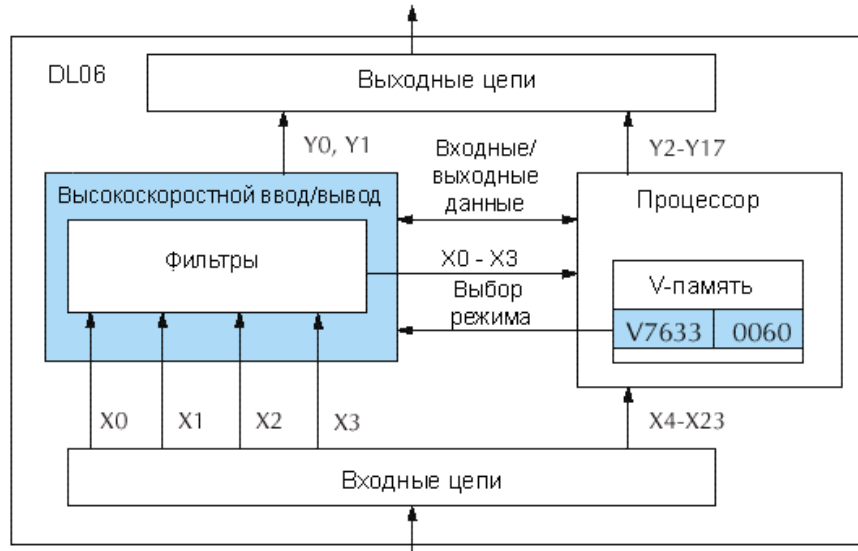 DL06
Выходные цепи
Y0, Y1
Входные/
выходные
данные
Y2-Y17
Высокоскоростной ввод/вывод
Фильтры
X0 - X3
Выбор
режима
Процессор
V-память
V7633 0060
X0 X1 X2 X3
X4-X23
Входные цепи